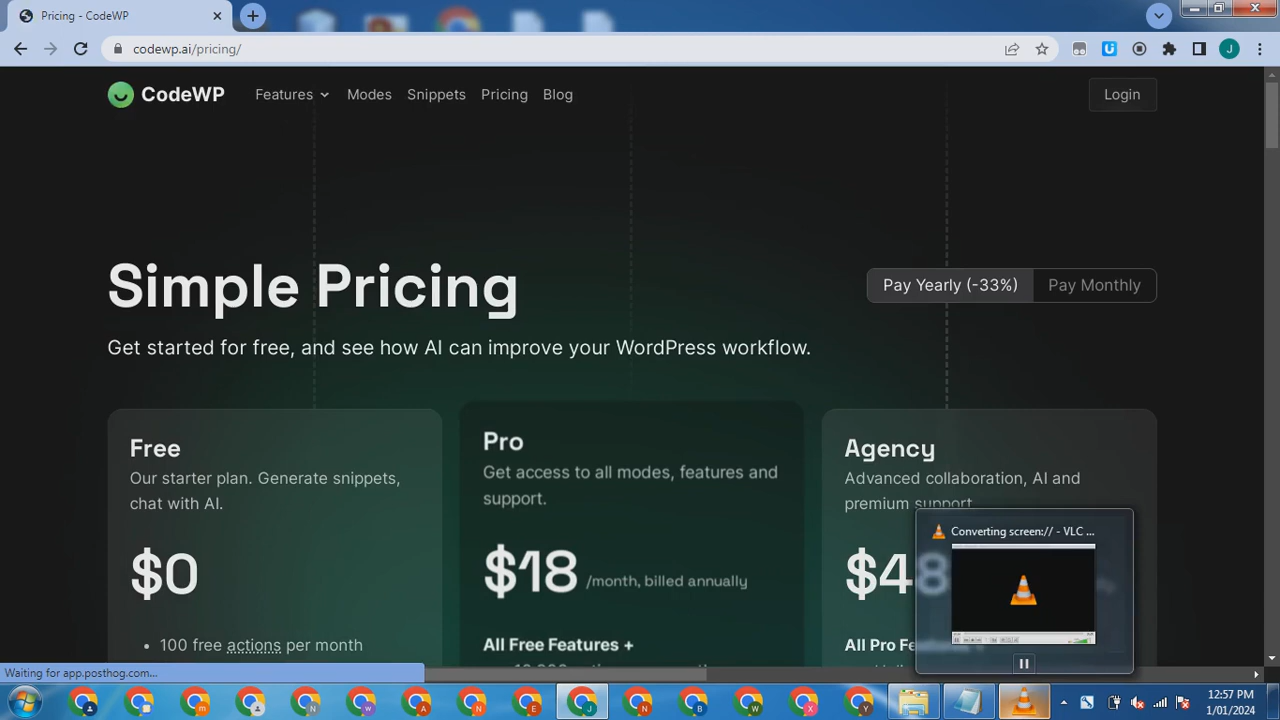 Pricing - CodeWP
codewp.ai/pricing/
J
CodeWP
Features Modes Snippets Pricing Blog
Login
Simple Pricing
Pay Yearly (-33%) Pay Monthly
Get started for free, and see how AI can improve your WordPress workflow.
Free
Our starter plan. Generate snippets,
chat with AI.
$0
100 free actions per month
Pro
Get access to all modes, features and
support.
$18 /month, billed annually
All Free Features +
Agency
Advanced collaboration, AI and
premium support
$48
All Pro
Converting screen:// - VLC ...
Waiting for app.posthog.com...
12:57 PM
1/01/2024